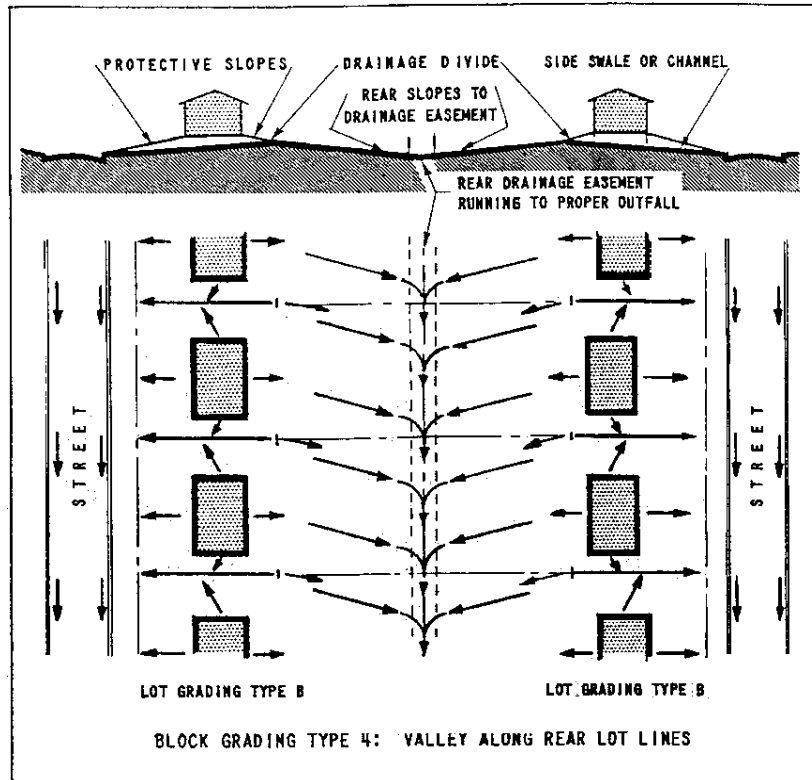 PROTECTIVE SLOPES
DRAINAGE DIVIDE
SIDE SWALE OR CHANNEL
REAR SLOPES TO
DRAINAGE EASEMENT
REAR DRAINAGE EASEMENT
RUNNING TO PROPER OUTFALL
STREET
STREET
LOT GRADING TYPE B
LOT GRADING TYPE B
BLOCK GRADING TYPE 4: VALLEY ALONG REAR LOT LINES